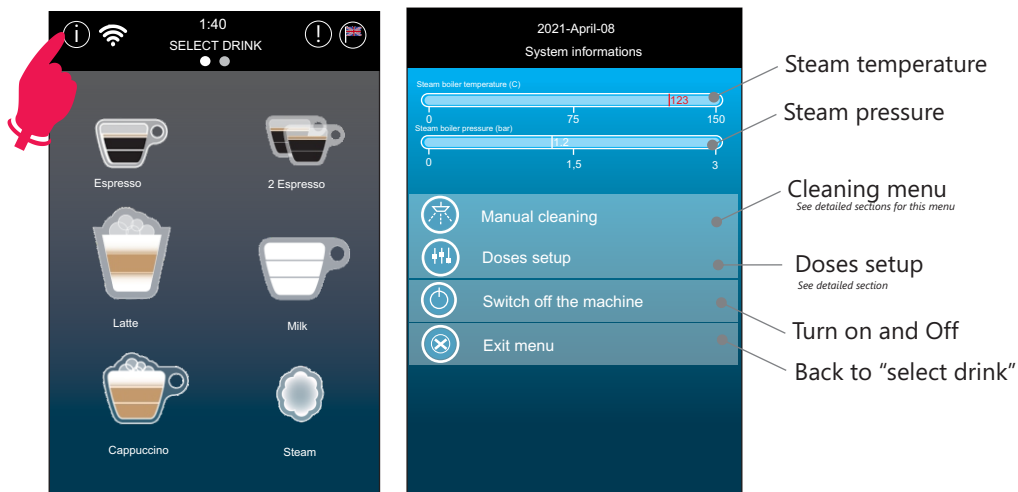 1:40
SELECT DRINK
Espresso
2 Espresso
Latte
Milk
Cappuccino
Steam
2021-April-08
System informations
Steam boiler temperature (C)
123
0 75 150
Steam boiler pressure (bar)
1.2
0 1,5 3
Manual cleaning
Doses setup
Switch off the machine
Exit menu
Steam temperature
Steam pressure
Cleaning menu
See detailed sections for this menu
Doses setup
See detailed section
Turn on and Off
Back to “select drink”